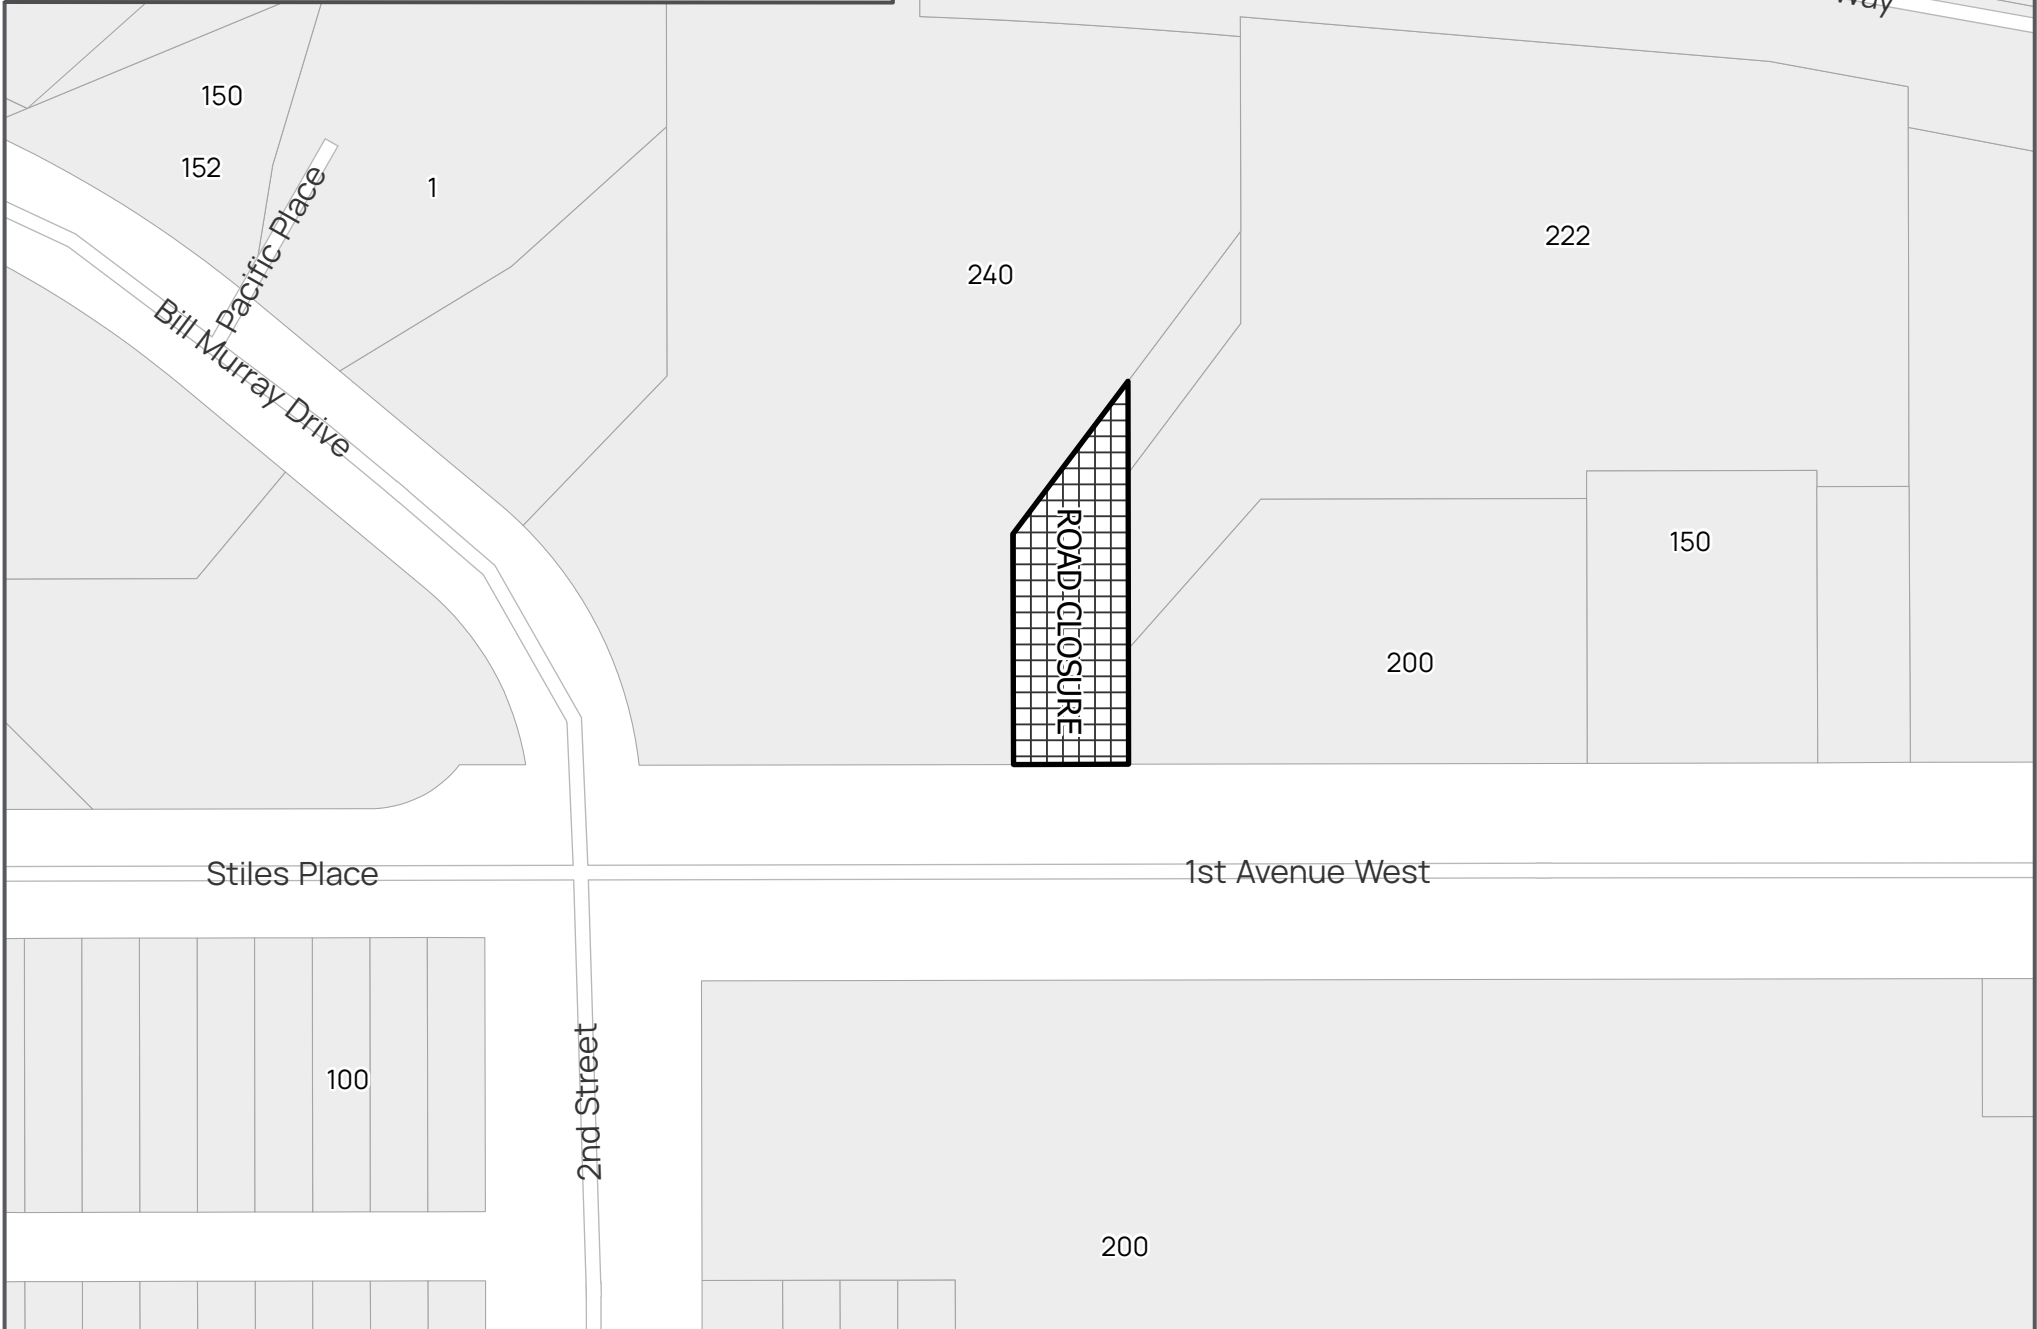 Way
150
152
1
Pacific Place
222
240
Bill Murray Drive
150
ROAD CLOSURE
200
Stiles Place
1st Avenue West
100
2nd Street
200